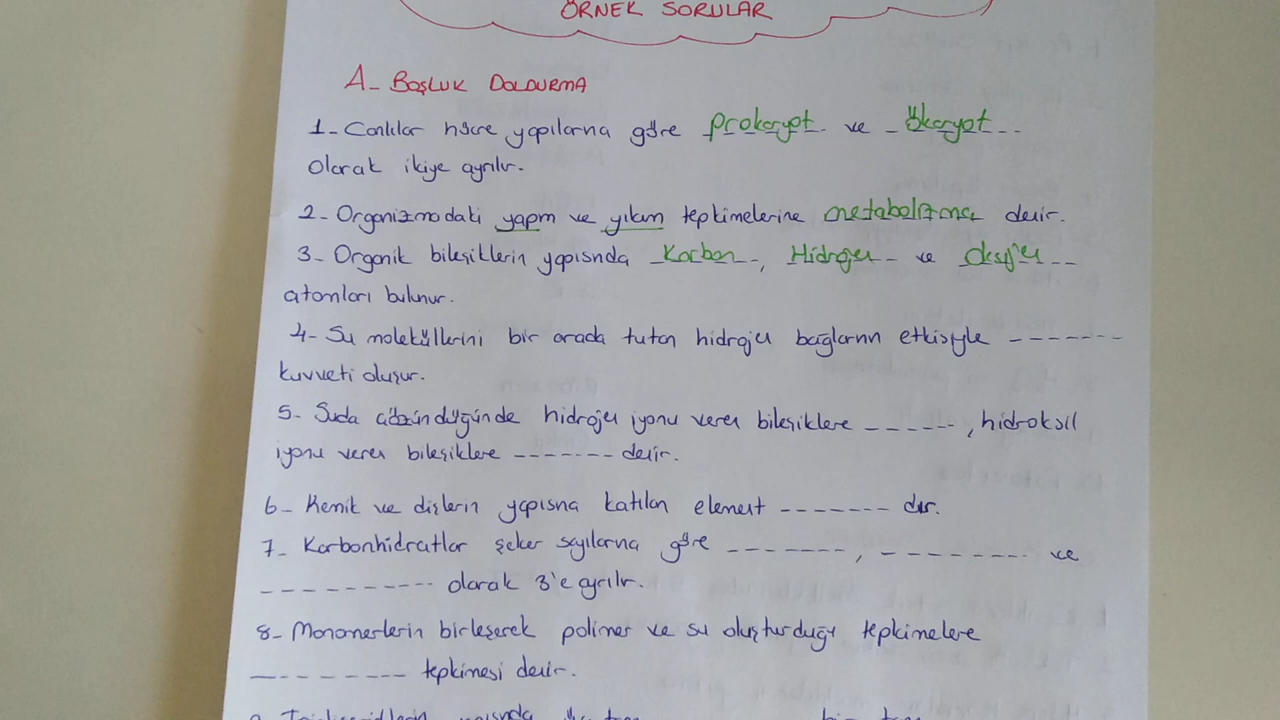 ÖRNEK SORULAR
A- BOŞLUK DOLDURMA
1- Canlılar hücre yapılarına göre prokaryot ve ökaryot
olarak ikiye ayrılır.
2- Organizmadaki yapım ve yıkım tepkimelerine metabolizma denir.
3- Organik bileşiklerin yapısında Karbon, Hidrojen ve oksijen
atomları bulunur.
4- Su moleküllerini bir arada tutan hidrojen bağlarının etkisiyle -------
kuvveti oluşur.
5- Suda çözündüğünde hidrojen iyonu veren bileşiklere ------, hidroksil
iyonu veren bileşiklere ------- denir.
6- Kemik ve dişlerin yapısına katılan element ------- dır.
7- Karbonhidratlar şeker sayılarına göre -------, --------- ve
---------- olarak 3'e ayrılır.
8- Monomerlerin birleşerek polimer ve su oluşturduğu tepkimelere
--------- tepkimesi denir.